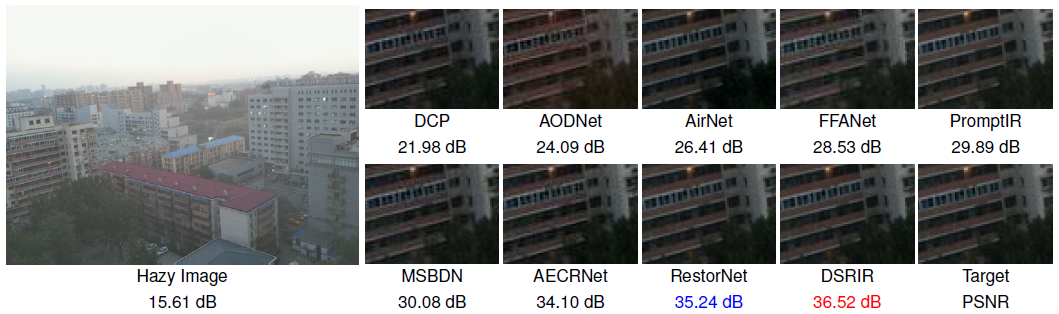 DCP AODNet AirNet FFANet PromptIR
21.98 dB 24.09 dB 26.41 dB 28.53 dB 29.89 dB
Hazy Image MSBDN AECRNet RestorNet DSRIR Target
15.61 dB 30.08 dB 34.10 dB 35.24 dB 36.52 dB PSNR